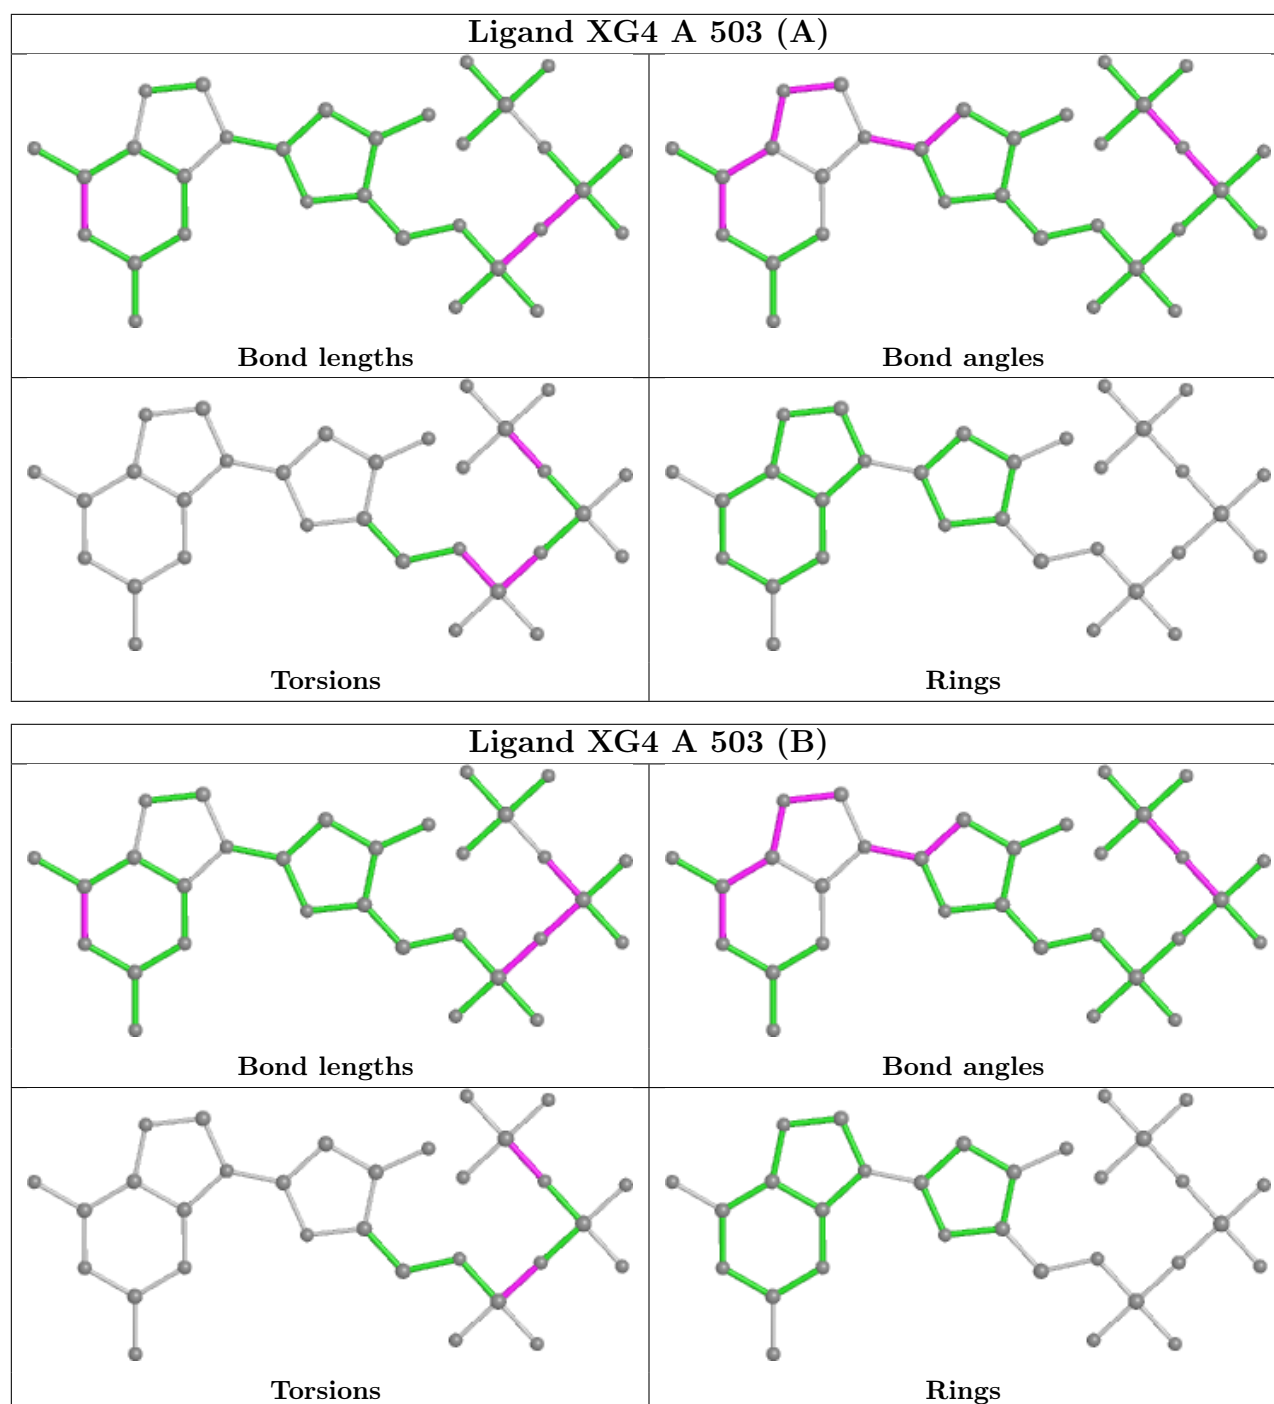 Ligand XG4 A 503 (A)
Bond lengths
Bond angles
Torsions
Rings
Ligand XG4 A 503 (B)
Bond lengths
Bond angles
Torsions
Rings